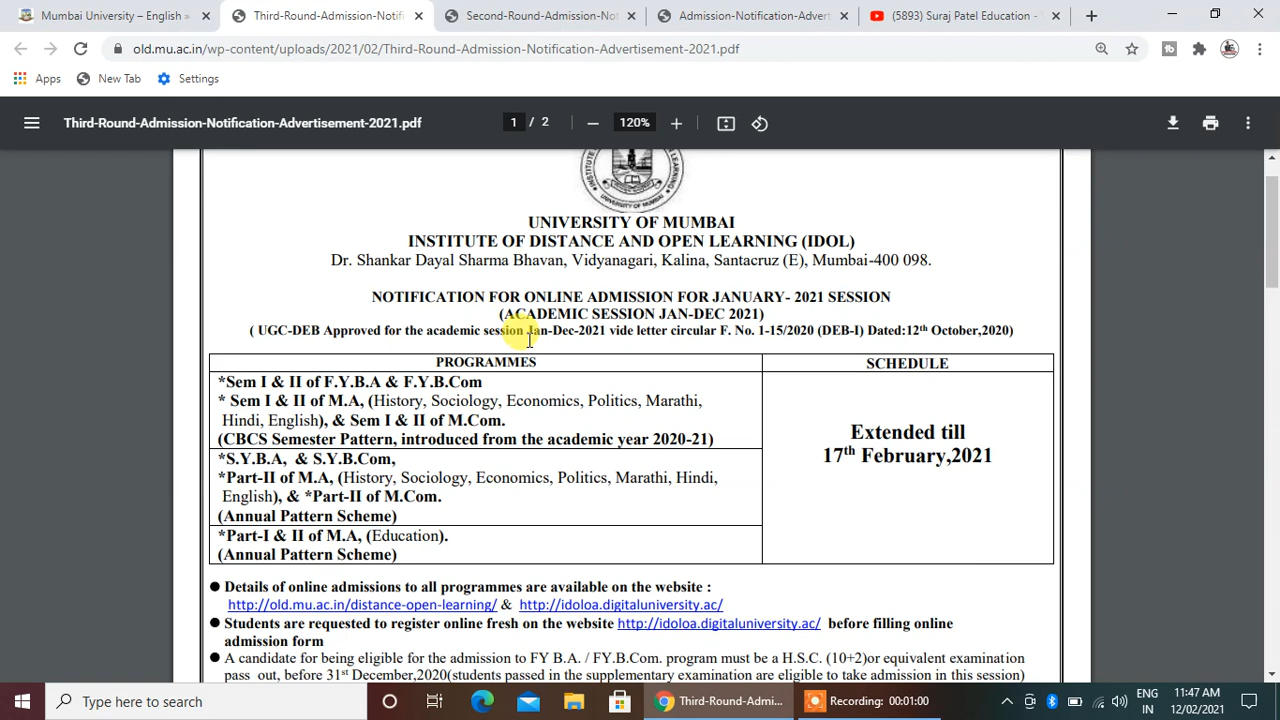 Mumbai University – English »
Third-Round-Admission-Notifi
Second-Round-Admission-Not
Admission-Notification-Advert
(5893) Suraj Patel Education -
old.mu.ac.in/wp-content/uploads/2021/02/Third-Round-Admission-Notification-Advertisement-2021.pdf
Apps
New Tab
Settings
Third-Round-Admission-Notification-Advertisement-2021.pdf
1 / 2
120%
UNIVERSITY OF MUMBAI
INSTITUTE OF DISTANCE AND OPEN LEARNING (IDOL)
Dr. Shankar Dayal Sharma Bhavan, Vidyanagari, Kalina, Santacruz (E), Mumbai-400 098.
NOTIFICATION FOR ONLINE ADMISSION FOR JANUARY- 2021 SESSION
(ACADEMIC SESSION JAN-DEC 2021)
( UGC-DEB Approved for the academic session Jan-Dec-2021 vide letter circular F. No. 1-15/2020 (DEB-I) Dated:12th October,2020)
PROGRAMMES
SCHEDULE
*Sem I & II of F.Y.B.A & F.Y.B.Com
* Sem I & II of M.A, (History, Sociology, Economics, Politics, Marathi,
Hindi, English), & Sem I & II of M.Com.
(CBCS Semester Pattern, introduced from the academic year 2020-21)
*S.Y.B.A, & S.Y.B.Com,
*Part-II of M.A, (History, Sociology, Economics, Politics, Marathi, Hindi,
English), & *Part-II of M.Com.
(Annual Pattern Scheme)
*Part-I & II of M.A, (Education).
(Annual Pattern Scheme)
Extended till
17th February,2021
● Details of online admissions to all programmes are available on the website :
http://old.mu.ac.in/distance-open-learning/ & http://idoloa.digitaluniversity.ac/
● Students are requested to register online fresh on the website http://idoloa.digitaluniversity.ac/ before filling online
admission form
● A candidate for being eligible for the admission to FY B.A. / FY.B.Com. program must be a H.S.C. (10+2)or equivalent examination
pass out, before 31st December,2020(students passed in the supplementary examination are eligible to take admission in this session)
Type here to search
Third-Round-Admi...
Recording: 00:01:00
ENG
IN
11:47 AM
12/02/2021